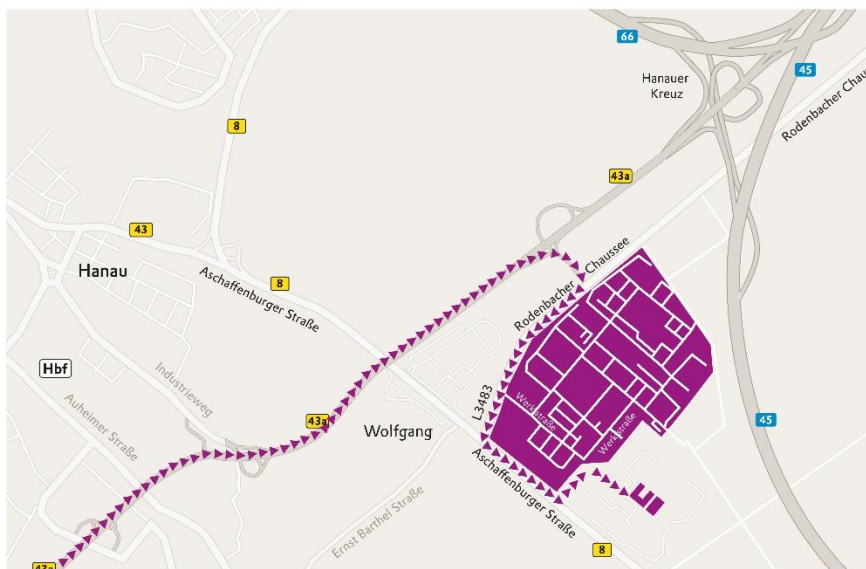 66
45
Hanauer
Kreuz
Rodenbacher Chau
8
43a
43
Hanau
Aschaffenburger Straße
8
Rodenbacher Chaussee
Hbf
Industrieweg
Auheimer Straße
43a
Wolfgang
L3483
Werkstraße
Werkstraße
45
Aschaffenburger Straße
Ernst Barthel Straße
8
43a